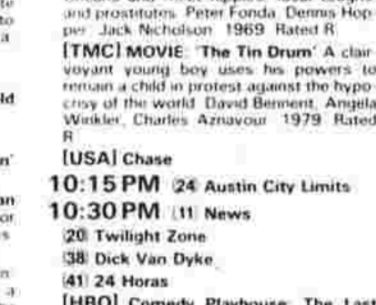 and prostitutes Peter Fonda Dennis Hop-
per Jack Nicholson 1969 Rated R
[TMC] MOVIE: 'The Tin Drum' A clair-
voyant young boy uses his powers to
remain a child in protest against the hypo-
crisy of the world David Bennent, Angela
Winkler, Charles Aznavour 1979 Rated
R
[USA] Chase
10:15 PM (24) Austin City Limits
10:30 PM (11) News
(20) Twilight Zone
(38) Dick Van Dyke
(41) 24 Horas
[HBO] Comedy Playhouse: The Last